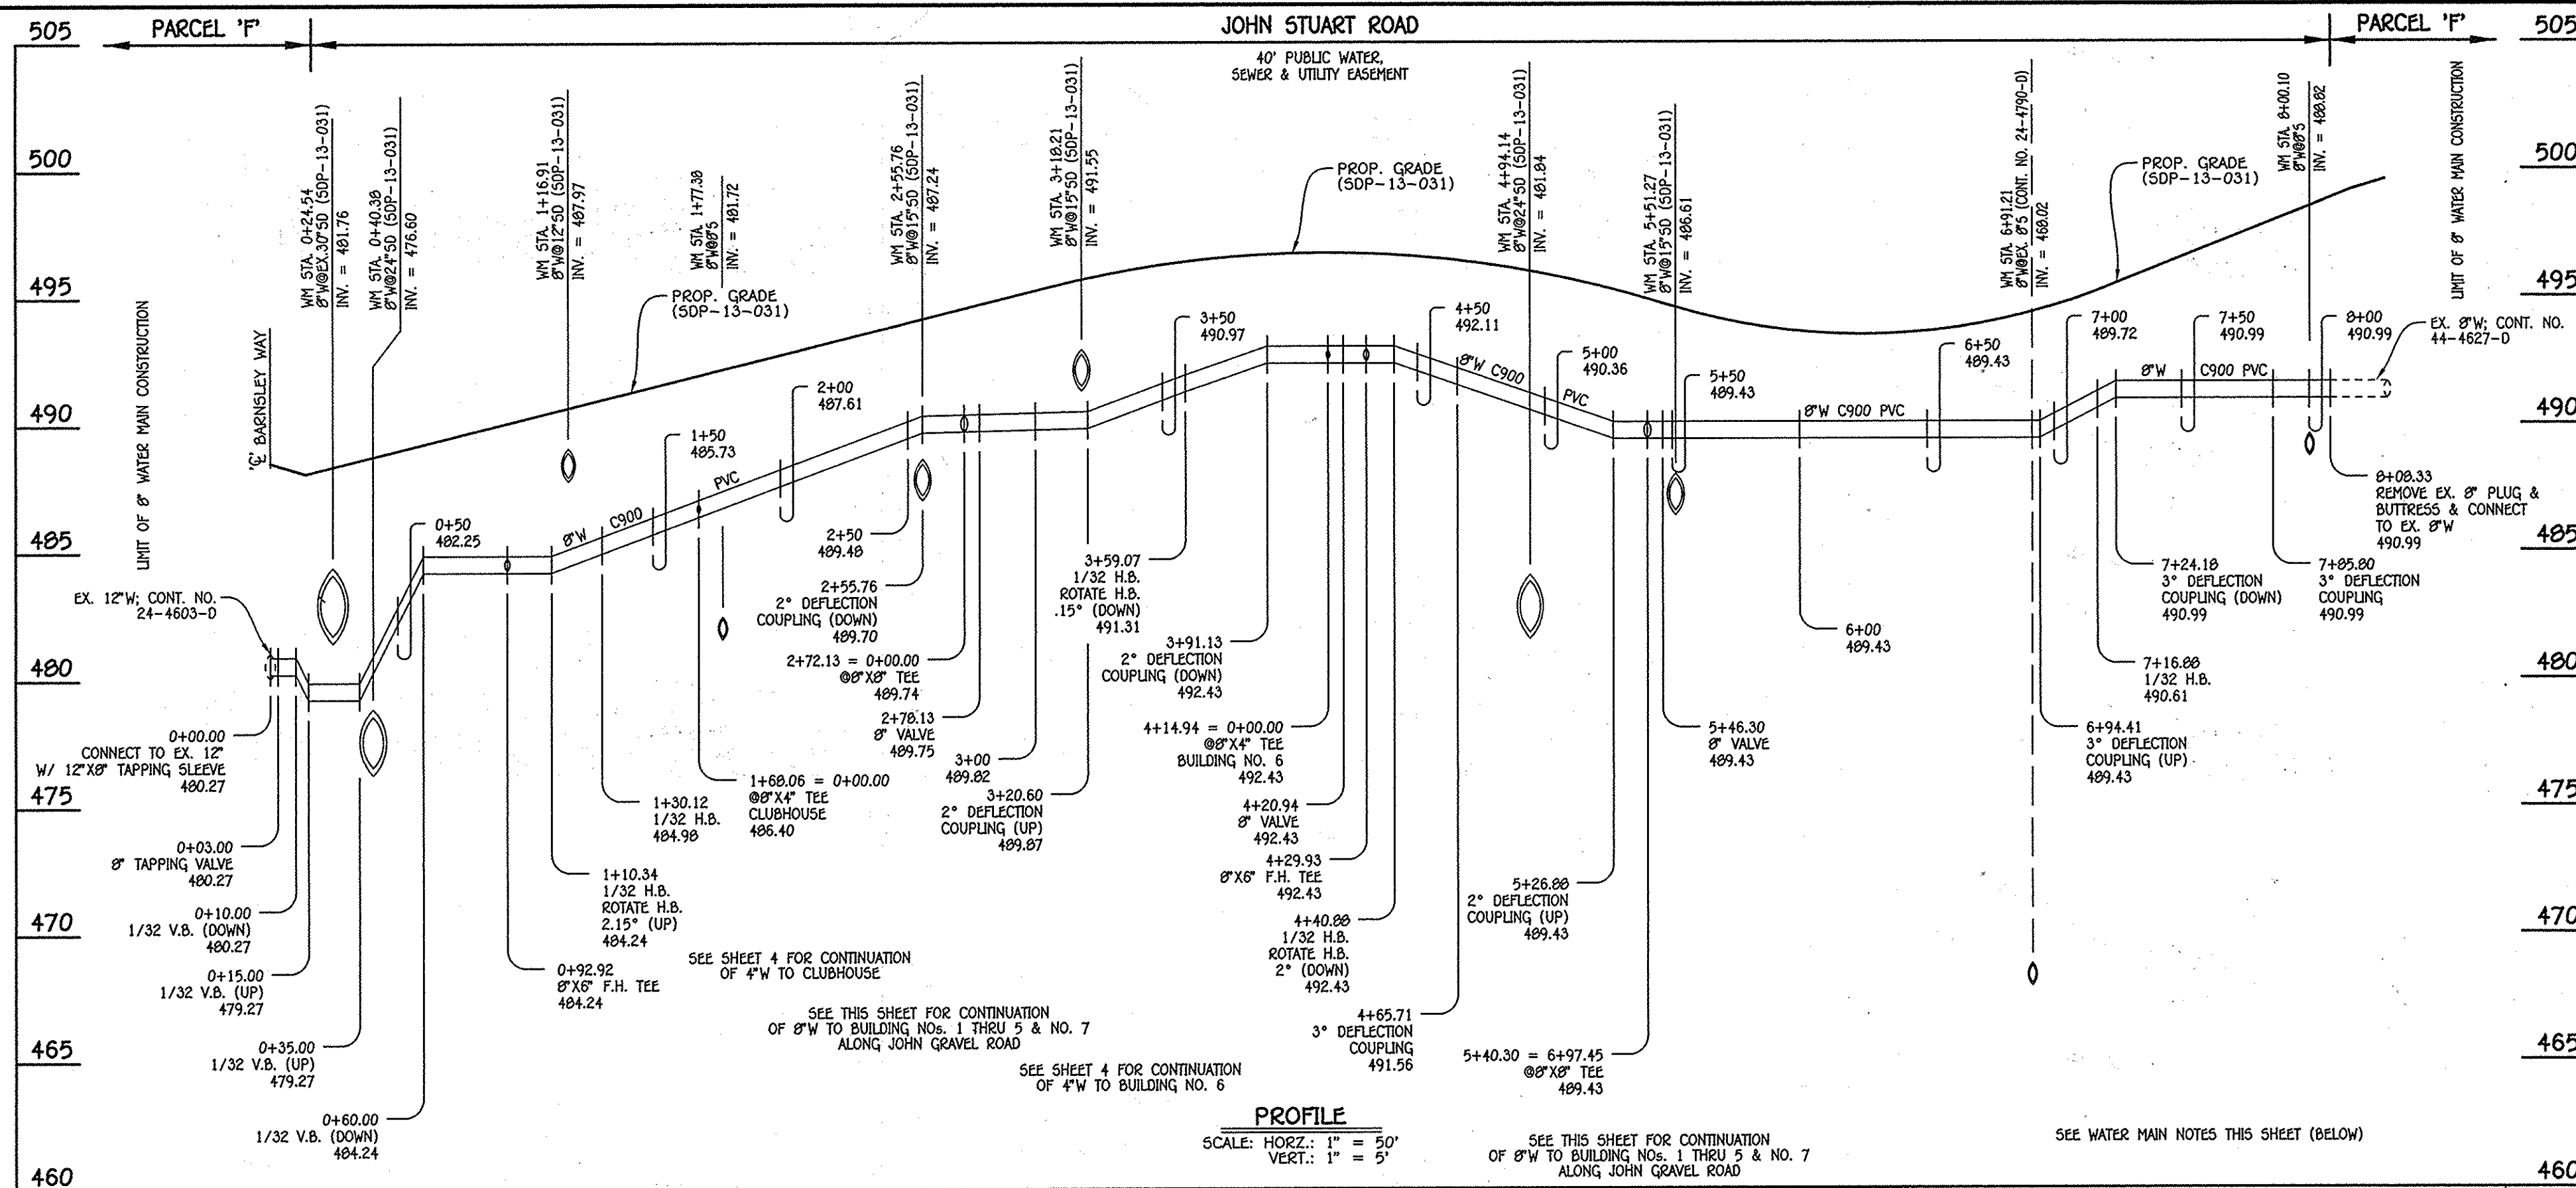 505
PARCEL 'F'
JOHN STUART ROAD
PARCEL 'F'
505
40' PUBLIC WATER,
SEWER & UTILITY EASEMENT
500
500
495
495
490
490
485
485
480
480
475
475
470
470
465
465
460
460
LIMIT OF 8" WATER MAIN CONSTRUCTION
'℄' BARNSLEY WAY
WM STA. 0+24.54
8"W@EX.30"SD (SDP-13-031)
INV. = 481.76
WM STA. 0+40.38
8"W@24"SD (SDP-13-031)
INV. = 476.60
WM STA. 1+16.91
8"W@12"SD (SDP-13-031)
INV. = 487.97
WM STA. 1+77.38
8"W@8"S
INV. = 481.72
PROP. GRADE
(SDP-13-031)
WM STA. 2+55.76
8"W@15"SD (SDP-13-031)
INV. = 487.24
WM STA. 3+18.21
8"W@15"SD (SDP-13-031)
INV. = 491.55
PROP. GRADE
(SDP-13-031)
WM STA. 4+94.14
8"W@24"SD (SDP-13-031)
INV. = 481.84
WM STA. 5+51.27
8"W@15"SD (SDP-13-031)
INV. = 486.61
WM STA. 6+91.21
8"W@EX. 8"S (CONT. NO. 24-4790-D)
INV. = 468.02
PROP. GRADE
(SDP-13-031)
WM STA. 8+00.10
8"W@8"S
INV. = 488.82
LIMIT OF 8" WATER MAIN CONSTRUCTION
EX. 12"W; CONT. NO.
24-4603-D
0+50
482.25
8"W C900 PVC
1+50
485.73
2+00
487.61
3+50
490.97
4+50
492.11
8"W C900 PVC
5+00
490.36
5+50
489.43
8"W C900 PVC
6+50
489.43
7+00
489.72
7+50
490.99
8+00
490.99
8"W C900 PVC
EX. 8"W; CONT. NO.
44-4627-D
0+00.00
CONNECT TO EX. 12"
W/ 12"X8" TAPPING SLEEVE
480.27
0+03.00
8" TAPPING VALVE
480.27
0+10.00
1/32 V.B. (DOWN)
480.27
0+15.00
1/32 V.B. (UP)
479.27
0+35.00
1/32 V.B. (UP)
479.27
0+60.00
1/32 V.B. (DOWN)
484.24
0+92.92
8"X6" F.H. TEE
484.24
1+10.34
1/32 H.B.
ROTATE H.B.
2.15° (UP)
484.24
1+30.12
1/32 H.B.
484.98
1+68.06 = 0+00.00
@8"X4" TEE
CLUBHOUSE
486.40
SEE SHEET 4 FOR CONTINUATION
OF 4"W TO CLUBHOUSE
2+50
489.48
2+55.76
2° DEFLECTION
COUPLING (DOWN)
489.70
2+72.13 = 0+00.00
@8"X8" TEE
489.74
2+78.13
8" VALVE
489.75
3+00
489.82
3+20.60
2° DEFLECTION
COUPLING (UP)
489.87
SEE THIS SHEET FOR CONTINUATION
OF 8"W TO BUILDING NOs. 1 THRU 5 & NO. 7
ALONG JOHN GRAVEL ROAD
3+59.07
1/32 H.B.
ROTATE H.B.
.15° (DOWN)
491.31
3+91.13
2° DEFLECTION
COUPLING (DOWN)
492.43
4+14.94 = 0+00.00
@8"X4" TEE
BUILDING NO. 6
492.43
4+20.94
8" VALVE
492.43
4+29.93
8"X6" F.H. TEE
492.43
4+40.88
1/32 H.B.
ROTATE H.B.
2° (DOWN)
492.43
4+65.71
3° DEFLECTION
COUPLING
491.56
SEE SHEET 4 FOR CONTINUATION
OF 4"W TO BUILDING NO. 6
5+26.88
2° DEFLECTION
COUPLING (UP)
489.43
5+40.30 = 6+97.45
@8"X8" TEE
489.43
5+46.30
8" VALVE
489.43
6+00
489.43
6+94.41
3° DEFLECTION
COUPLING (UP)
489.43
7+16.88
1/32 H.B.
490.61
7+24.18
3° DEFLECTION
COUPLING (DOWN)
490.99
7+85.80
3° DEFLECTION
COUPLING
490.99
8+08.33
REMOVE EX. 8" PLUG &
BUTTRESS & CONNECT
TO EX. 8"W
490.99
PROFILE
SCALE: HORZ.: 1" = 50'
VERT.: 1" = 5'
SEE THIS SHEET FOR CONTINUATION
OF 8"W TO BUILDING NOs. 1 THRU 5 & NO. 7
ALONG JOHN GRAVEL ROAD
SEE WATER MAIN NOTES THIS SHEET (BELOW)